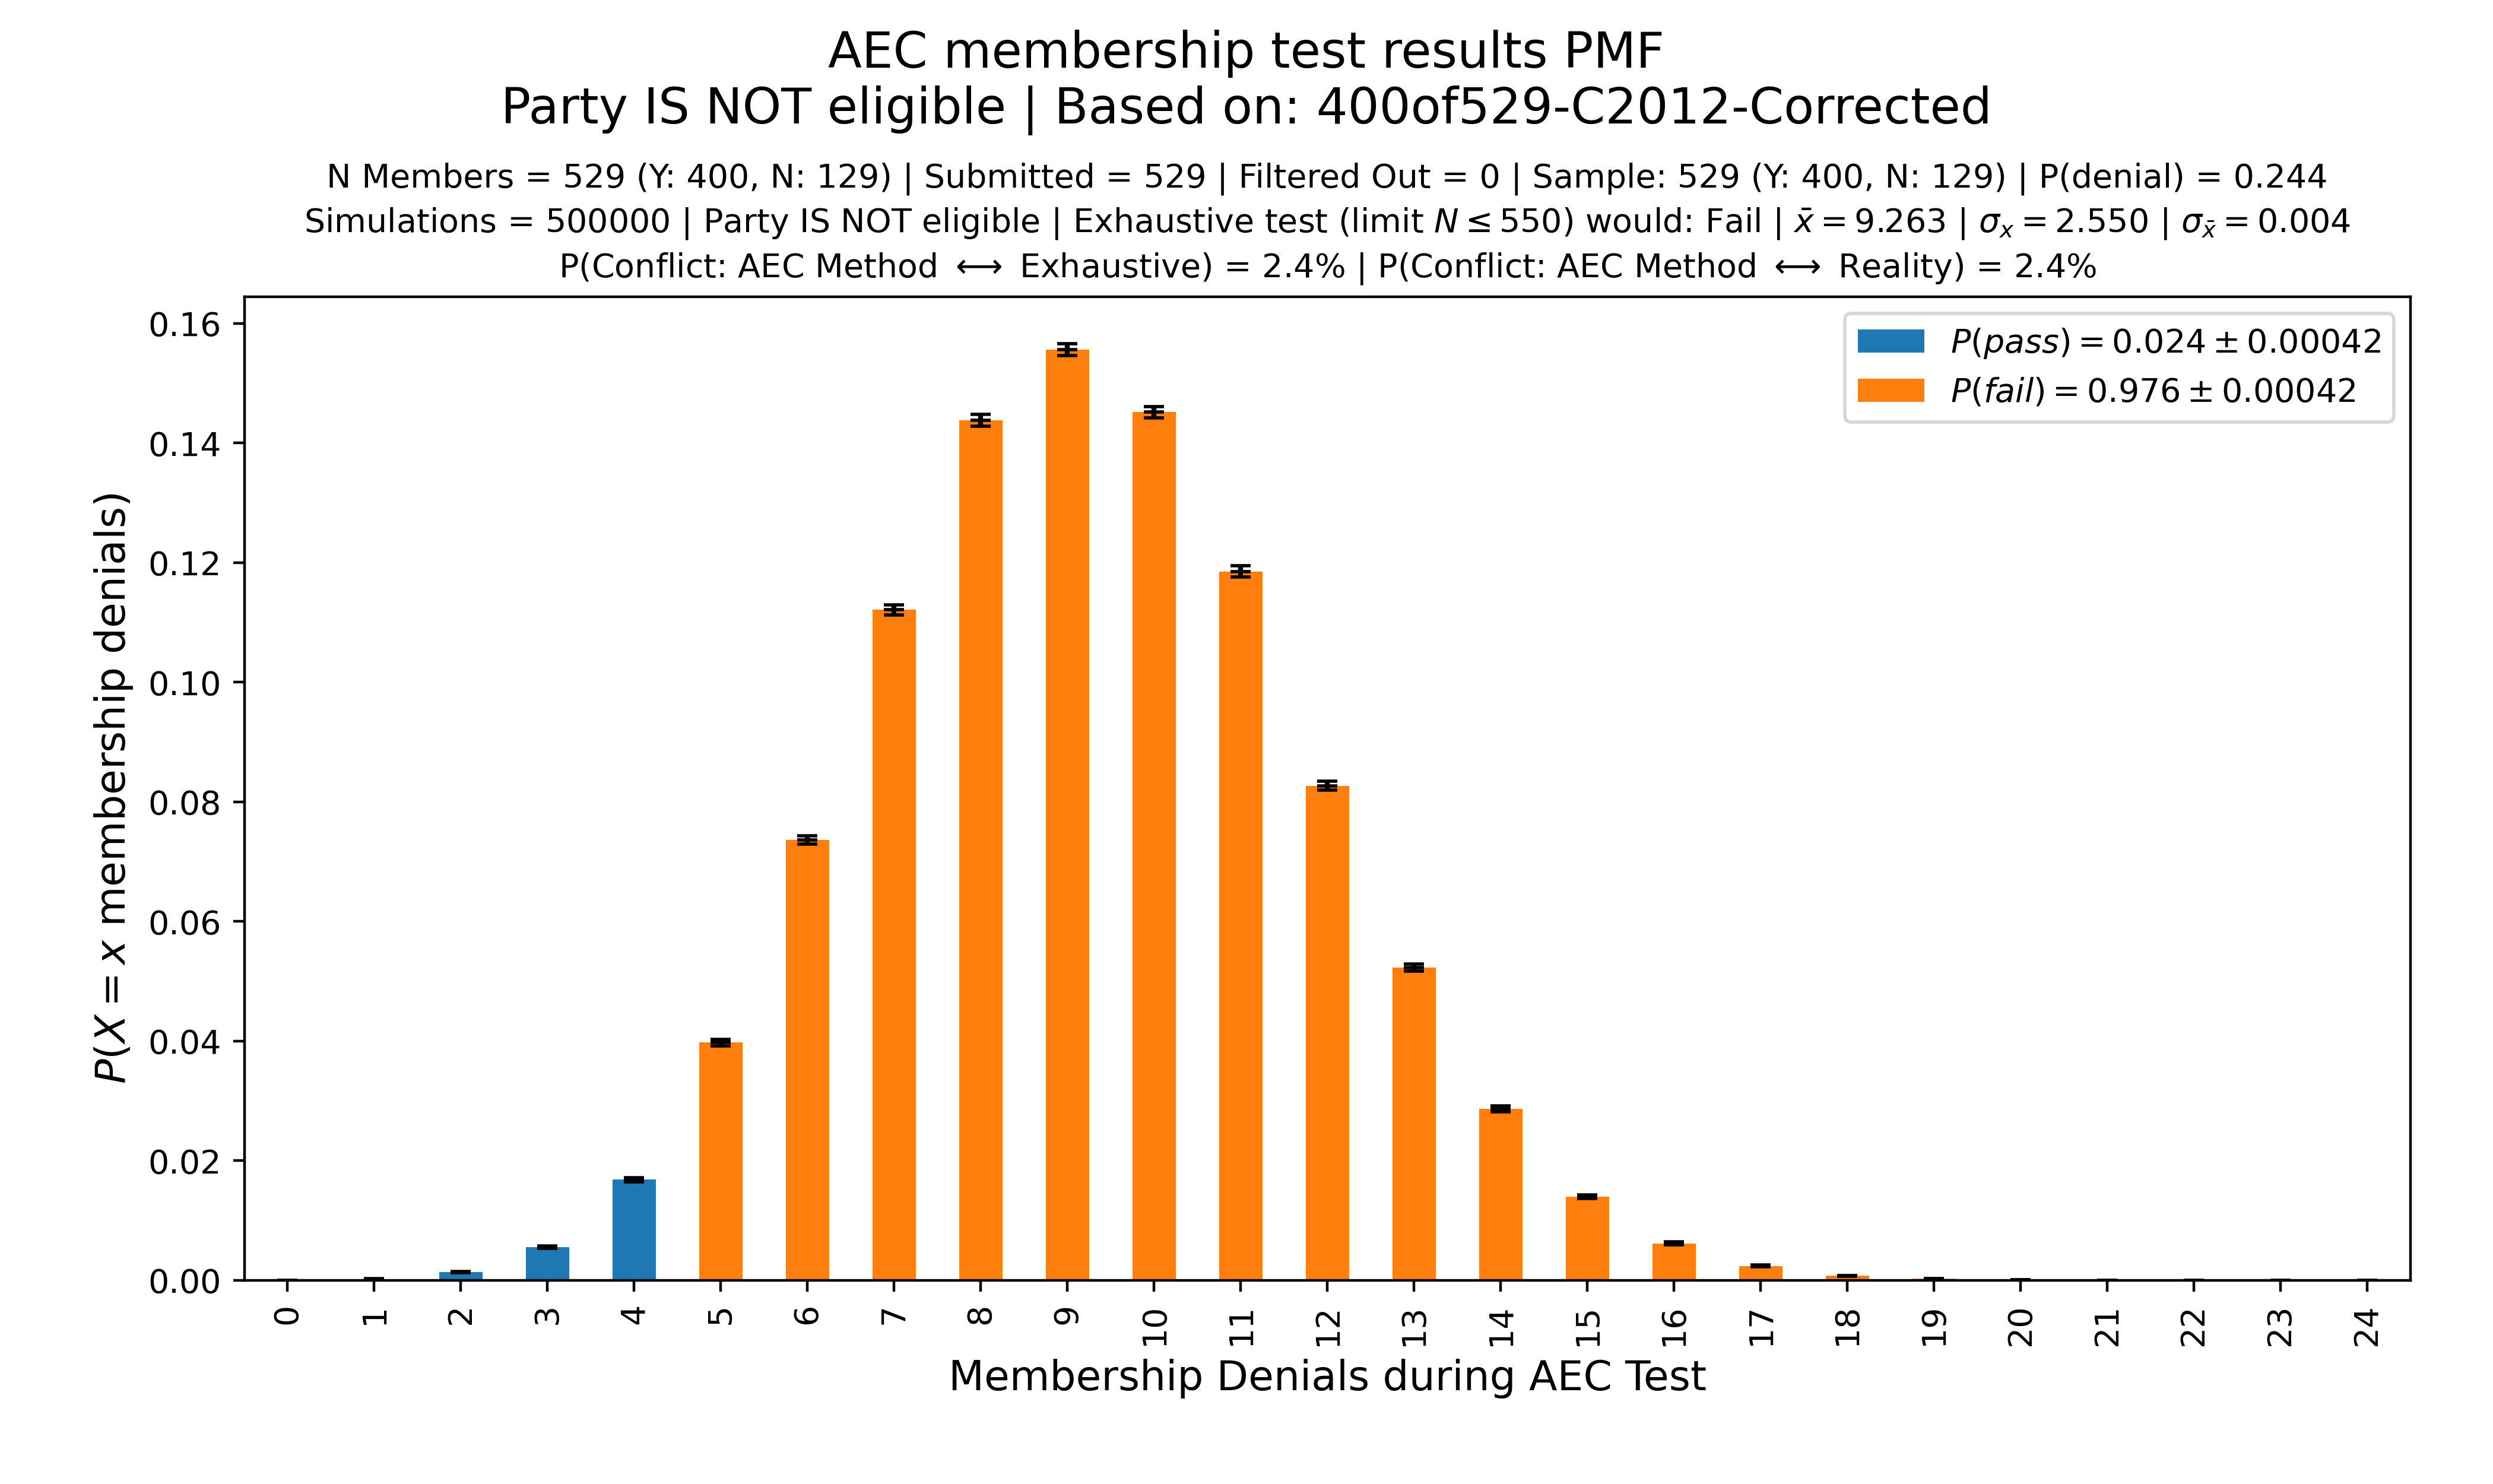 AEC membership test results PMF
Party IS NOT eligible | Based on: 400of529-C2012-Corrected
N Members = 529 (Y: 400, N: 129) | Submitted = 529 | Filtered Out = 0 | Sample: 529 (Y: 400, N: 129) | P(denial) = 0.244
Simulations = 500000 | Party IS NOT eligible | Exhaustive test (limit N ≤ 550) would: Fail | x̄ = 9.263 | σₓ = 2.550 | σ_x̄ = 0.004
P(Conflict: AEC Method ⟷ Exhaustive) = 2.4% | P(Conflict: AEC Method ⟷ Reality) = 2.4%
P(pass) = 0.024 ± 0.00042
P(fail) = 0.976 ± 0.00042
P(X = x membership denials)
0.16
0.14
0.12
0.10
0.08
0.06
0.04
0.02
0.00
0 1 2 3 4 5 6 7 8 9 10 11 12 13 14 15 16 17 18 19 20 21 22 23 24
Membership Denials during AEC Test